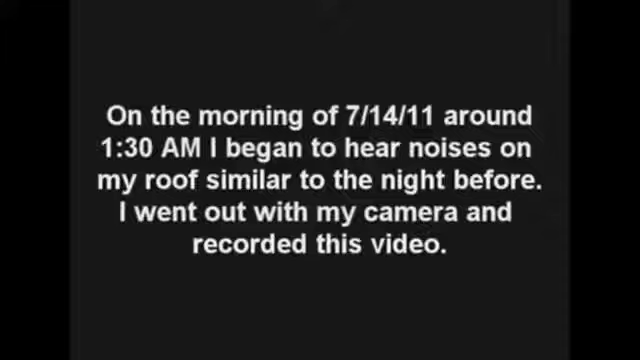 On the morning of 7/14/11 around
1:30 AM I began to hear noises on
my roof similar to the night before.
I went out with my camera and
recorded this video.